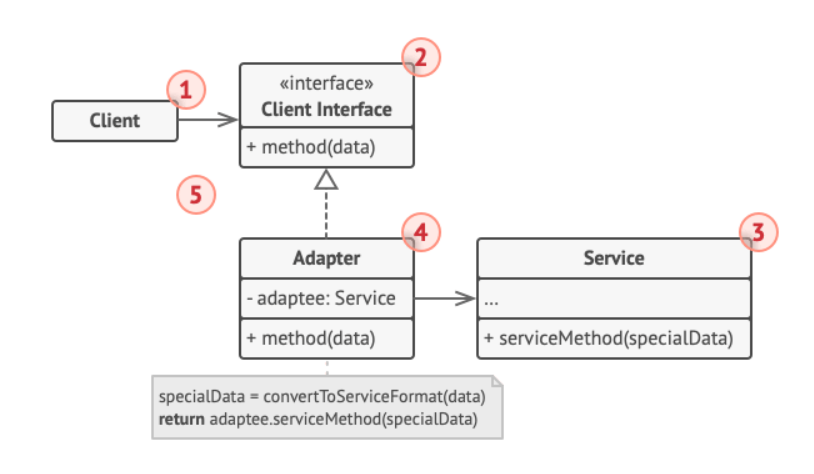 1
2
«interface»
Client Interface
Client
+ method(data)
5
4
3
Adapter
Service
- adaptee: Service
...
+ method(data)
+ serviceMethod(specialData)
specialData = convertToServiceFormat(data)
return adaptee.serviceMethod(specialData)